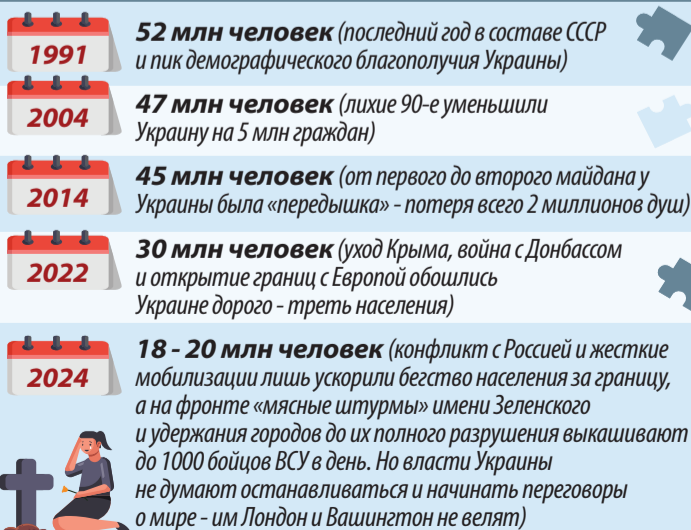 1991
52 млн человек (последний год в составе СССР
и пик демографического благополучия Украины)
2004
47 млн человек (лихие 90-е уменьшили
Украину на 5 млн граждан)
2014
45 млн человек (от первого до второго майдана у
Украины была «передышка» - потеря всего 2 миллионов душ)
2022
30 млн человек (уход Крыма, война с Донбассом
и открытие границ с Европой обошлись
Украине дорого - треть населения)
2024
18 - 20 млн человек (конфликт с Россией и жесткие
мобилизации лишь ускорили бегство населения за границу,
а на фронте «мясные штурмы» имени Зеленского
и удержания городов до их полного разрушения выкашивают
до 1000 бойцов ВСУ в день. Но власти Украины
не думают останавливаться и начинать переговоры
о мире - им Лондон и Вашингтон не велят)